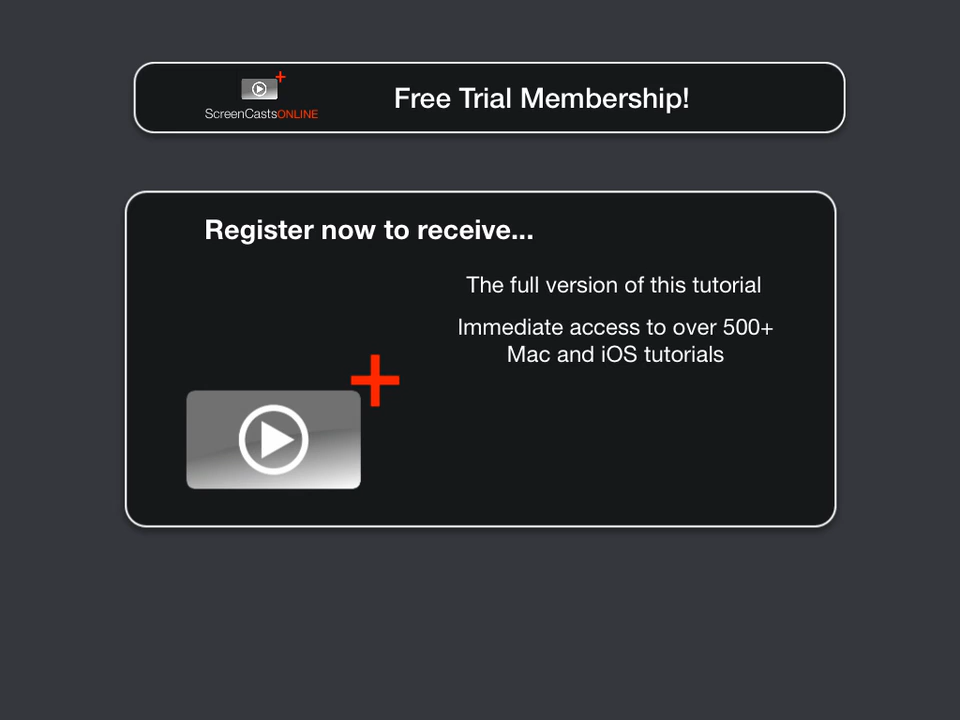 ScreenCastsONLINE
Free Trial Membership!
Register now to receive...
The full version of this tutorial
Immediate access to over 500+
Mac and iOS tutorials